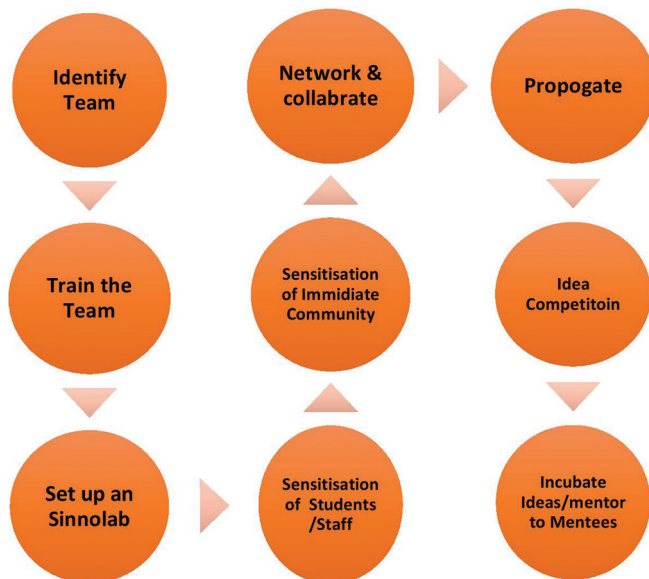 Identify
Team
Train the
Team
Set up an
Sinnolab
Sensitisation
of Students
/Staff
Sensitisation
of Immidiate
Community
Network &
collabrate
Propogate
Idea
Competitoin
Incubate
Ideas/mentor
to Mentees